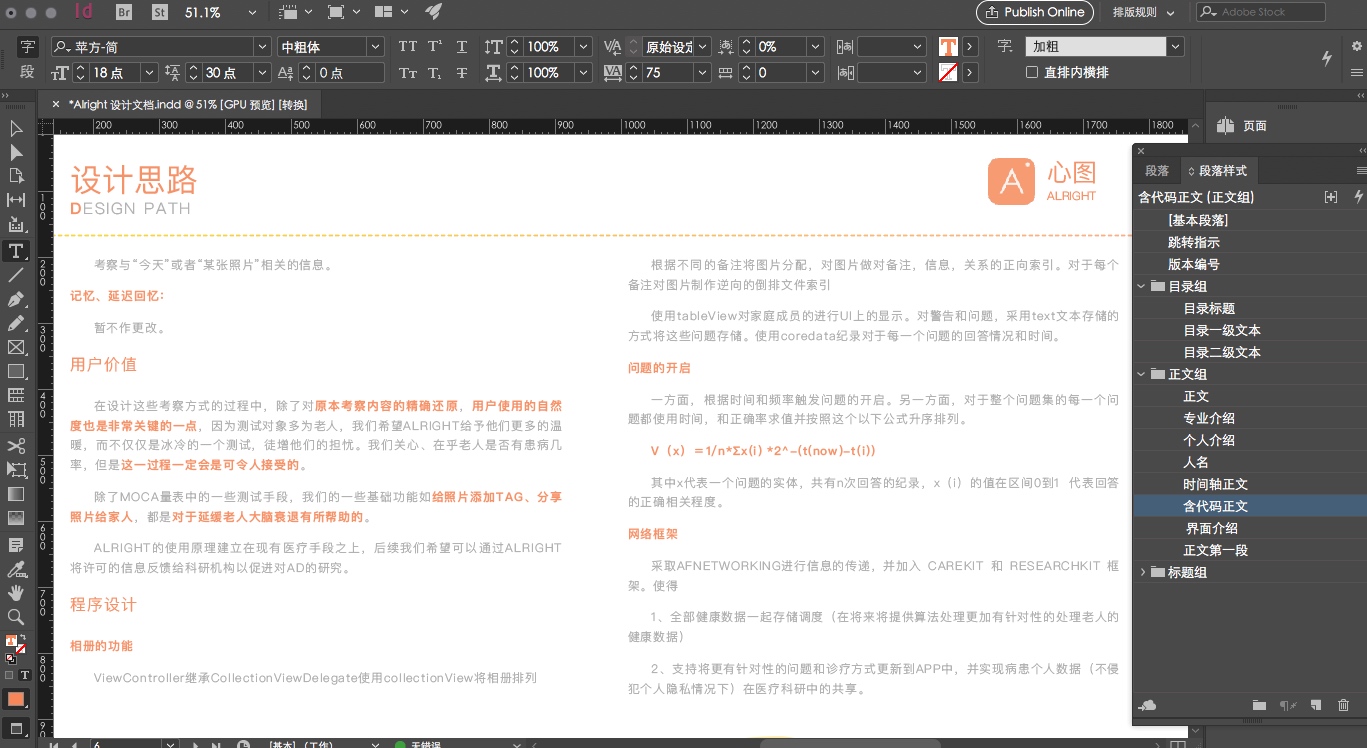 Id Br St 51.1% Publish Online 排版规则 Adobe Stock
字 苹方-简 中粗体 TT T¹ T 100% 原始设定 0% 字 加粗
段 18 点 30 点 0 点 Tт T₁ T 100% 75 0 直排内横排
× *Alright 设计文档.indd @ 51% [GPU 预览] [转换]
200 300 400 500 600 700 800 900 1000 1100 1200 1300 1400 1500 1600 1700 1800
100
200
300
400
500
600
700
800
90
设计思路
DESIGN PATH
A 心图
ALRIGHT
考察与“今天”或者“某张照片”相关的信息。
记忆、延迟回忆:
暂不作更改。
用户价值
在设计这些考察方式的过程中，除了对原本考察内容的精确还原，用户使用的自然
度也是非常关键的一点，因为测试对象多为老人，我们希望ALRIGHT给予他们更多的温
暖，而不仅仅是冰冷的一个测试，徒增他们的担忧。我们关心、在乎老人是否有患病几
率，但是这一过程一定会是可令人接受的。
除了MOCA量表中的一些测试手段，我们的一些基础功能如给照片添加TAG、分享
照片给家人，都是对于延缓老人大脑衰退有所帮助的。
ALRIGHT的使用原理建立在现有医疗手段之上，后续我们希望可以通过ALRIGHT
将许可的信息反馈给科研机构以促进对AD的研究。
程序设计
相册的功能
ViewController继承CollectionViewDelegate使用collectionView将相册排列
根据不同的备注将图片分配，对图片做对备注，信息，关系的正向索引。对于每个
备注对图片制作逆向的倒排文件索引
使用tableView对家庭成员的进行UI上的显示。对警告和问题，采用text文本存储的
方式将这些问题存储。使用coredata纪录对于每一个问题的回答情况和时间。
问题的开启
一方面，根据时间和频率触发问题的开启。另一方面，对于整个问题集的每一个问
题都使用时间，和正确率求值并按照这个以下公式升序排列。
V（x）＝1/n*Σx(i) *2^-(t(now)-t(i))
其中x代表一个问题的实体，共有n次回答的纪录，x（i）的值在区间0到1 代表回答
的正确相关程度。
网络框架
采取AFNETWORKING进行信息的传递，并加入 CAREKIT 和 RESEARCHKIT 框
架。使得
1、全部健康数据一起存储调度（在将来将提供算法处理更加有针对性的处理老人的
健康数据）
2、支持将更有针对性的问题和诊疗方式更新到APP中，并实现病患个人数据（不侵
犯个人隐私情况下）在医疗科研中的共享。
页面
段落 段落样式
含代码正文 (正文组)
[基本段落]
跳转指示
版本编号
目录组
目录标题
目录一级文本
目录二级文本
正文组
正文
专业介绍
个人介绍
人名
时间轴正文
含代码正文
界面介绍
正文第一段
标题组
6 [基本] (工作) 无错误